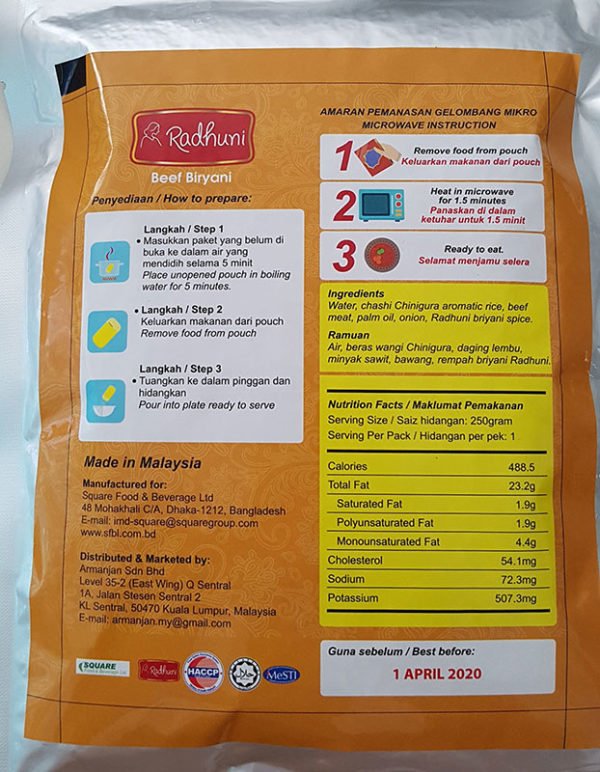 Radhuni
Beef Biryani
Penyediaan / How to prepare:
Langkah / Step 1
• Masukkan paket yang belum di
buka ke dalam air yang
mendidih selama 5 minit
Place unopened pouch in boiling
water for 5 minutes.
• Langkah / Step 2
Keluarkan makanan dari pouch
Remove food from pouch
Langkah / Step 3
• Tuangkan ke dalam pinggan dan
hidangkan
Pour into plate ready to serve
Made in Malaysia
Manufactured for:
Square Food & Beverage Ltd
48 Mohakhali C/A, Dhaka-1212, Bangladesh
E-mail: imd-square@squaregroup.com
www.sfbl.com.bd
Distributed & Marketed by:
Armanjan Sdn Bhd
Level 35-2 (East Wing) Q Sentral
1A, Jalan Stesen Sentral 2
KL Sentral, 50470 Kuala Lumpur, Malaysia
E-mail: armanjan.my@gmail.com
SQUARE
Food & Beverage Ltd.
Radhuni
HACCP
MeSTI
AMARAN PEMANASAN GELOMBANG MIKRO
MICROWAVE INSTRUCTION
1
Remove food from pouch
Keluarkan makanan dari pouch
2
Heat in microwave
for 1.5 minutes
Panaskan di dalam
ketuhar untuk 1.5 minit
3
Ready to eat.
Selamat menjamu selera
Ingredients
Water, chashi Chinigura aromatic rice, beef
meat, palm oil, onion, Radhuni briyani spice.
Ramuan
Air, beras wangi Chinigura, daging lembu,
minyak sawit, bawang, rempah briyani Radhuni.
Nutrition Facts / Maklumat Pemakanan
Serving Size / Saiz hidangan: 250gram
Serving Per Pack / Hidangan per pek: 1
Calories 488.5
Total Fat 23.2g
Saturated Fat 1.9g
Polyunsaturated Fat 1.9g
Monounsaturated Fat 4.4g
Cholesterol 54.1mg
Sodium 72.3mg
Potassium 507.3mg
Guna sebelum / Best before:
1 APRIL 2020